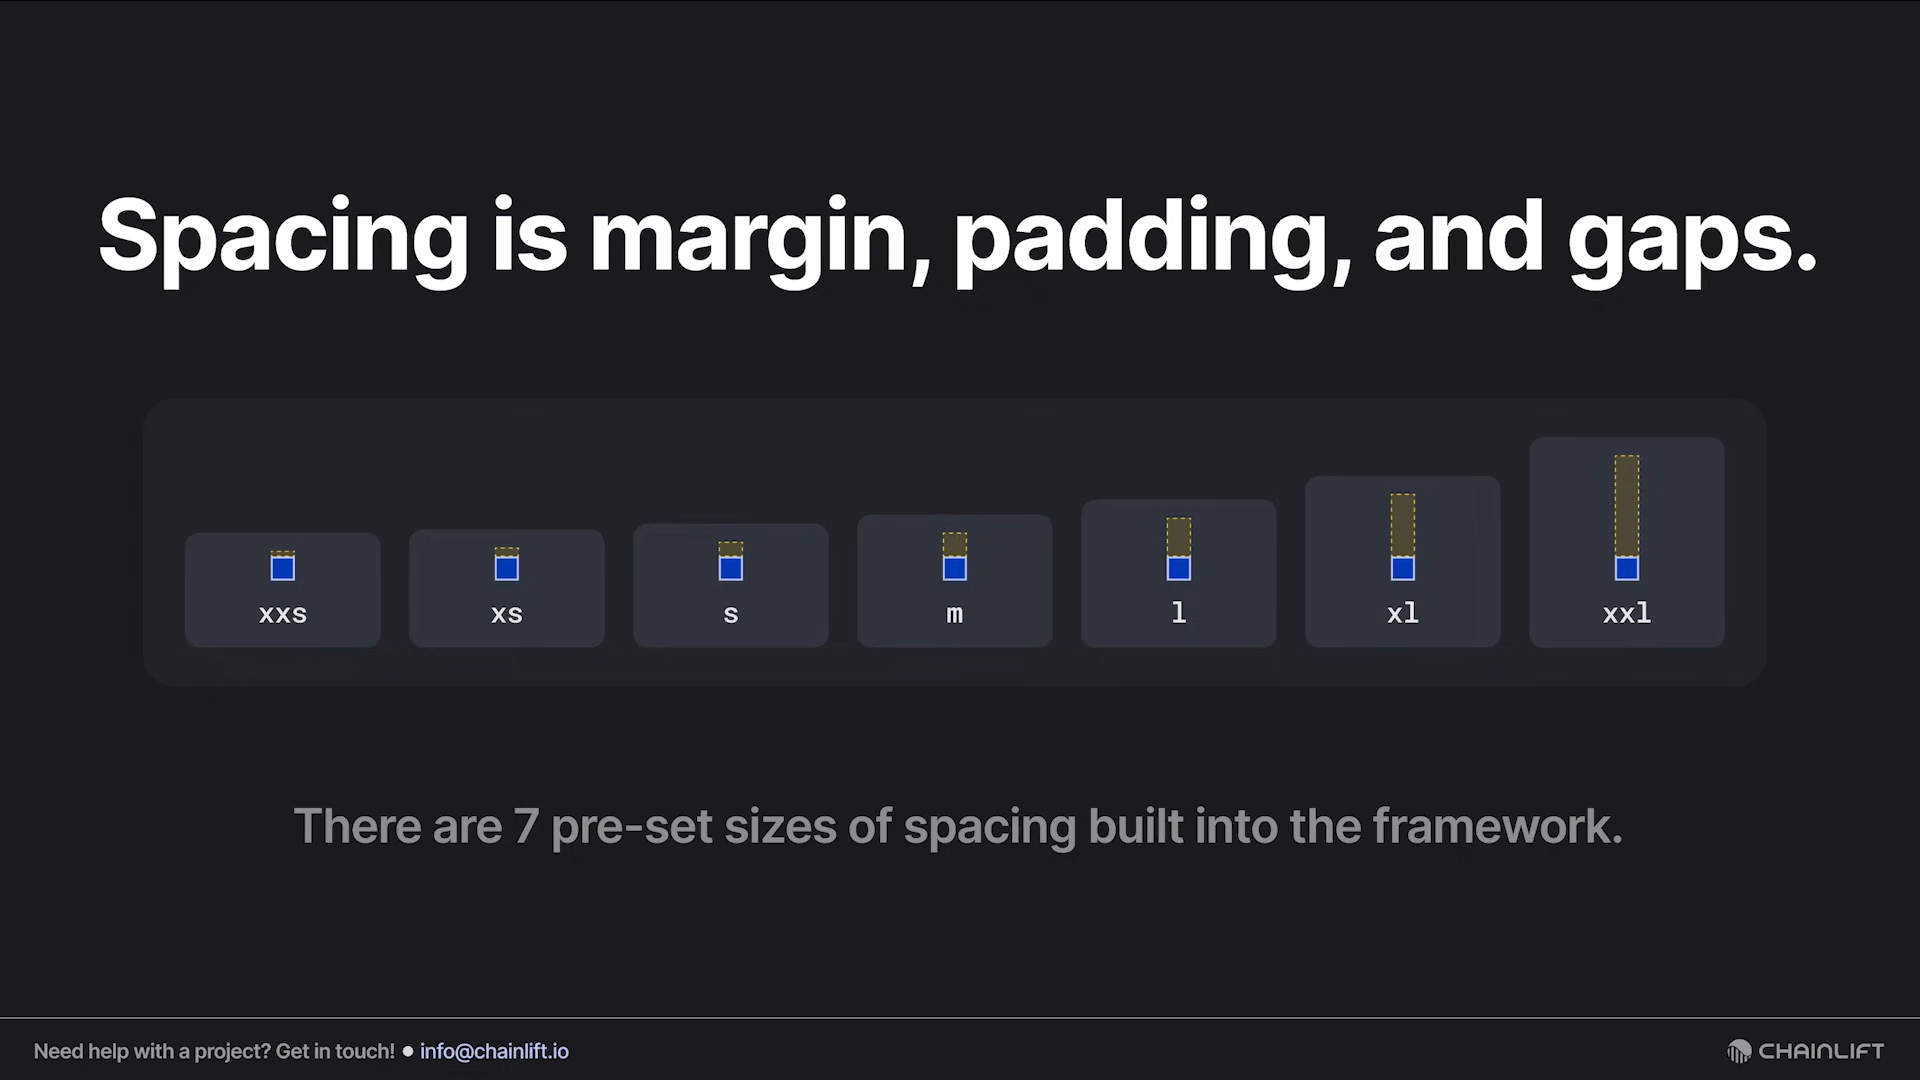 Spacing is margin, padding, and gaps.
xxs xs s m l xl xxl
There are 7 pre-set sizes of spacing built into the framework.
Need help with a project? Get in touch! ● info@chainlift.io
CHAINLIFT